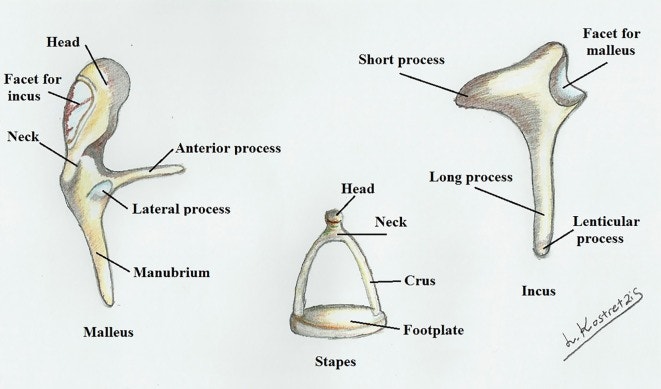 Head
Facet for
incus
Neck
Anterior process
Lateral process
Manubrium
Malleus
Head
Neck
Crus
Footplate
Stapes
Facet for
malleus
Short process
Long process
Lenticular
process
Incus
L. Kostretzis